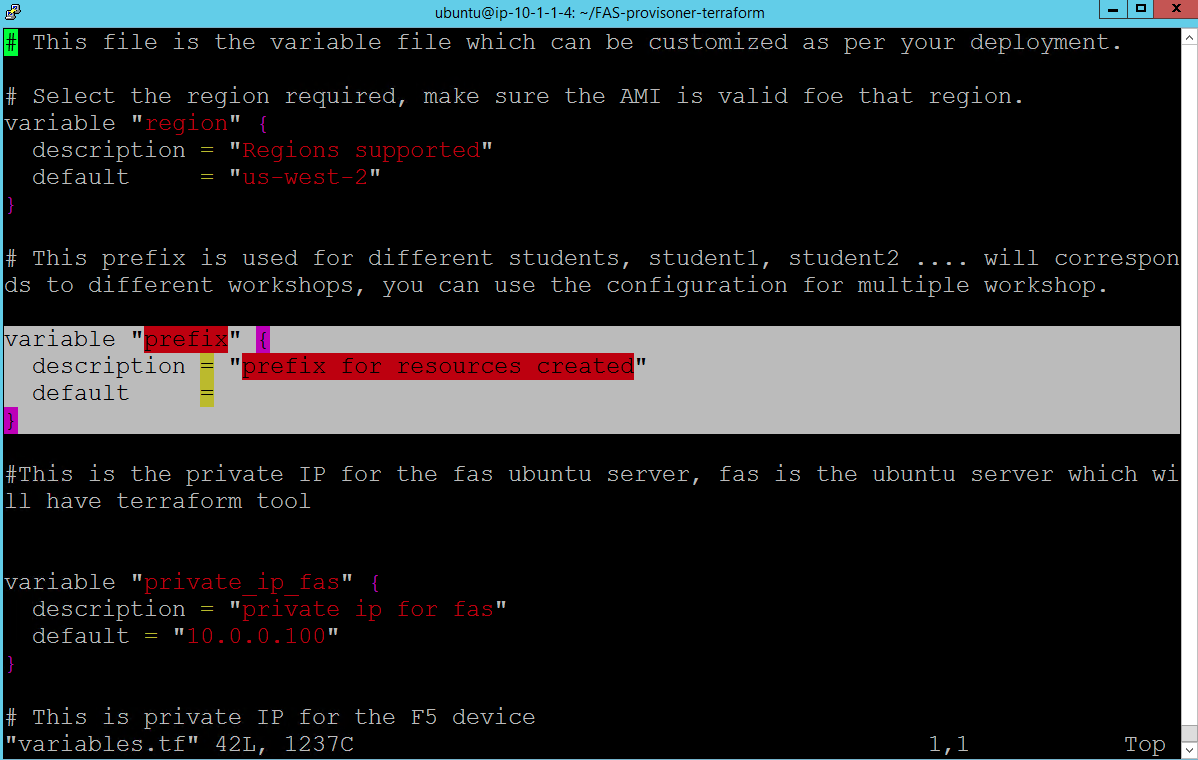 ubuntu@ip-10-1-1-4: ~/FAS-provisoner-terraform
# This file is the variable file which can be customized as per your deployment.
# Select the region required, make sure the AMI is valid foe that region.
variable "region" {
  description = "Regions supported"
  default     = "us-west-2"
}
# This prefix is used for different students, student1, student2 .... will correspon
ds to different workshops, you can use the configuration for multiple workshop.
variable "prefix" {
  description = "prefix for resources created"
  default     =
}
#This is the private IP for the fas ubuntu server, fas is the ubuntu server which wi
ll have terraform tool
variable "private_ip_fas" {
  description = "private ip for fas"
  default = "10.0.0.100"
}
# This is private IP for the F5 device
"variables.tf" 42L, 1237C 1,1 Top